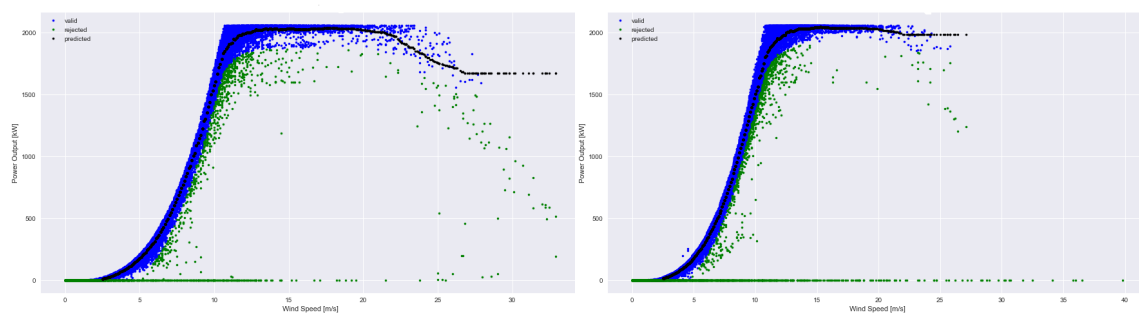 valid
rejected
predicted
2000
1500
1000
500
0
Power Output [kW]
0 5 10 15 20 25 30
Wind Speed [m/s]
valid
rejected
predicted
2000
1500
1000
500
0
Power Output [kW]
0 5 10 15 20 25 30 35 40
Wind Speed [m/s]